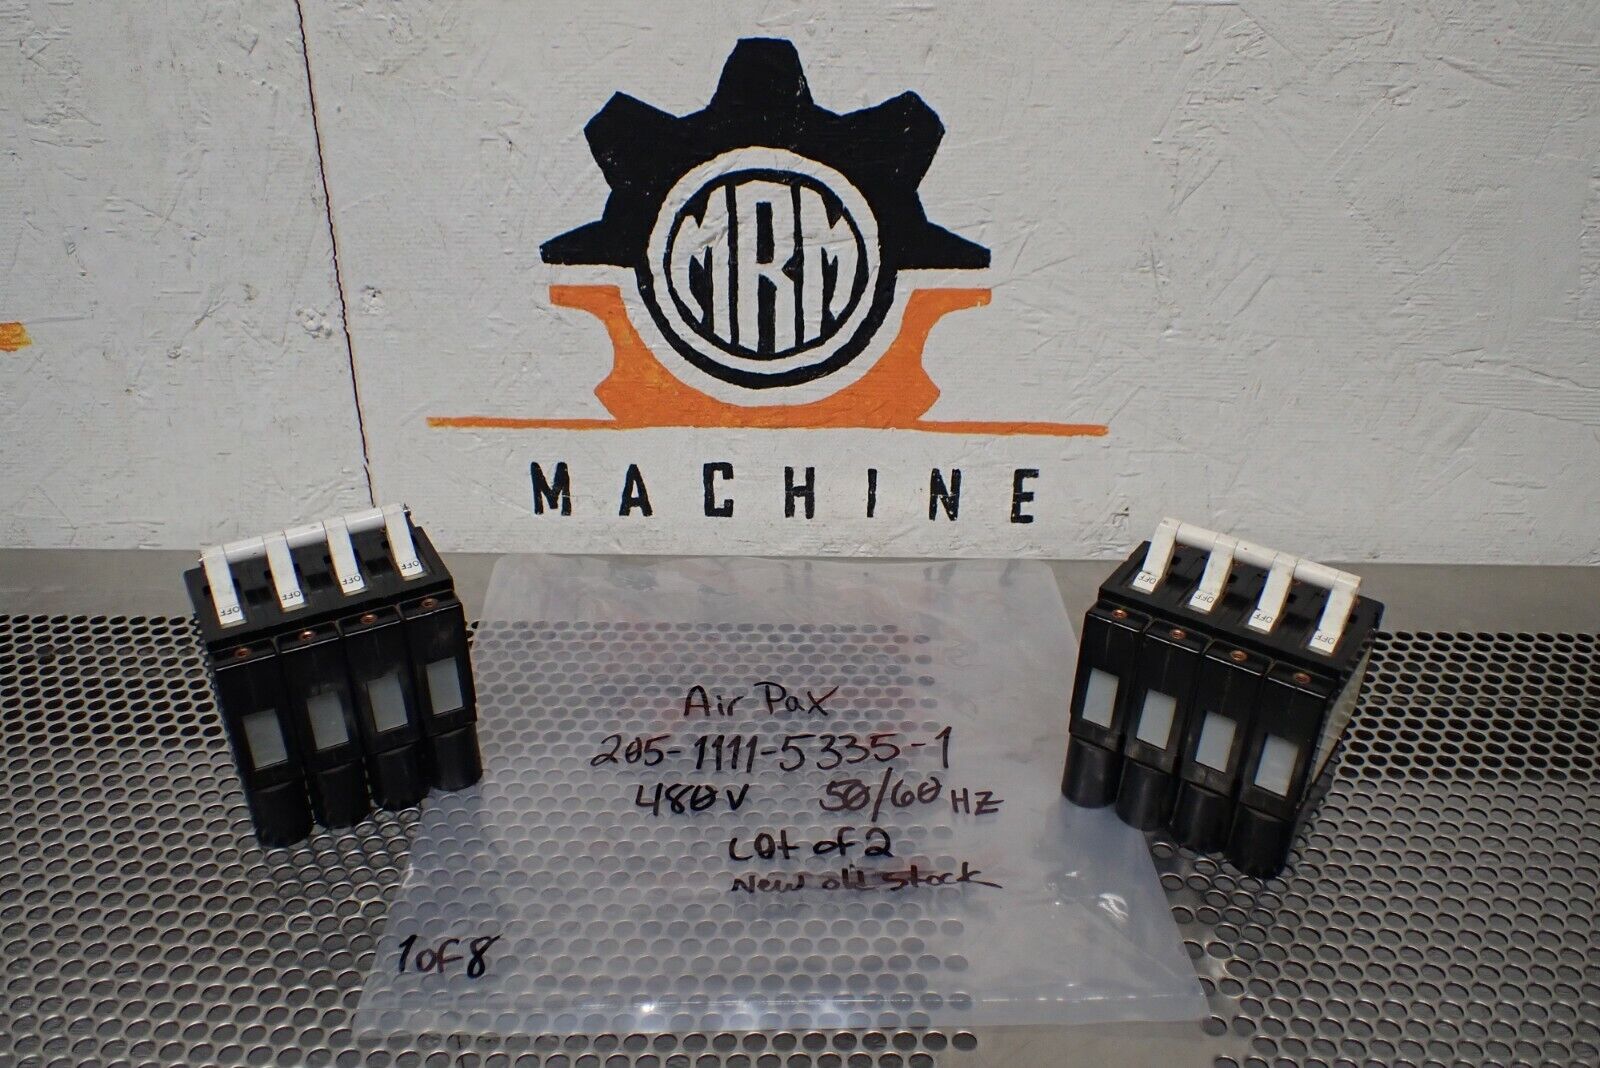 MRM
MACHINE
OFF OFF OFF OFF
OFF OFF OFF OFF
Air Pax
205-1111-5335-1
480V 50/60 HZ
Lot of 2
New old stock
1 of 8